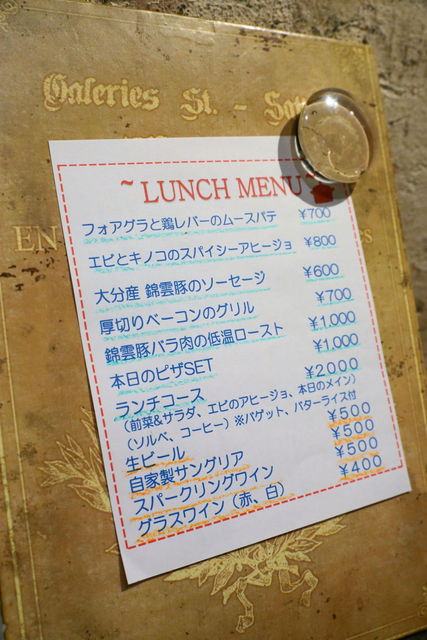 Galeries St. -
~ LUNCH MENU
フォアグラと鶏レバーのムースパテ ¥700
エビとキノコのスパイシーアヒージョ ¥800
大分産 錦雲豚のソーセージ ¥600
厚切りベーコンのグリル ¥700
錦雲豚バラ肉の低温ロースト ¥1,000
本日のピザSET ¥1,000
ランチコース ¥2,000
(前菜&サラダ、エビのアヒージョ、本日のメイン)
(ソルベ、コーヒー) ※バゲット、バターライス付
生ビール ¥500
自家製サングリア ¥500
スパークリングワイン ¥500
グラスワイン (赤、白) ¥400